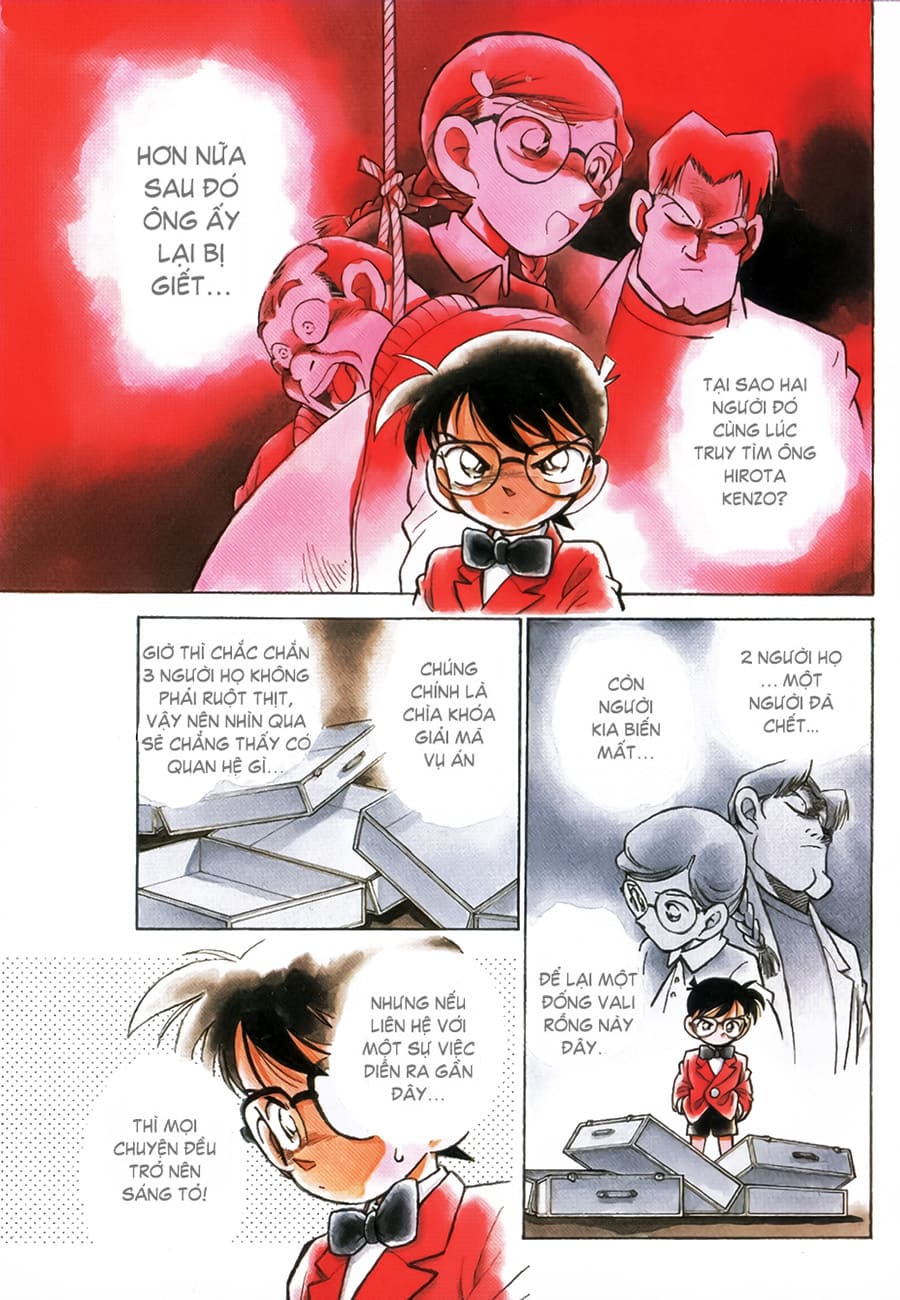 TẠI SAO HAI
NGƯỜI ĐÓ
CÙNG LÚC
TRUY TÌM ÔNG
HIROTA
KENZO?
HƠN NỮA
SAU ĐÓ
ÔNG ẤY
LẠI BỊ
GIẾT...
2 NGƯỜI HỌ
...MỘT
NGƯỜI ĐÃ
CHẾT...
CÒN
NGƯỜI
KIA BIẾN
MẤT...
ĐỂ LẠI MỘT
ĐỐNG VALI
RỖNG NÀY
ĐÂY.
CHÚNG
CHÍNH LÀ
CHÌA KHÓA
GIẢI MÃ
VỤ ÁN
GIỜ THÌ CHẮC CHẮN
3 NGƯỜI HỌ KHÔNG
PHẢI RUỘT THỊT,
VẬY NÊN NHÌN QUA
SẼ CHẲNG THẤY CÓ
QUAN HỆ GÌ...
NHƯNG NẾU
LIÊN HỆ VỚI
MỘT SỰ VIỆC
DIỄN RA GẦN
ĐÂY...
THÌ MỌI
CHUYỆN ĐỀU
TRỞ NÊN
SÁNG TỎ!